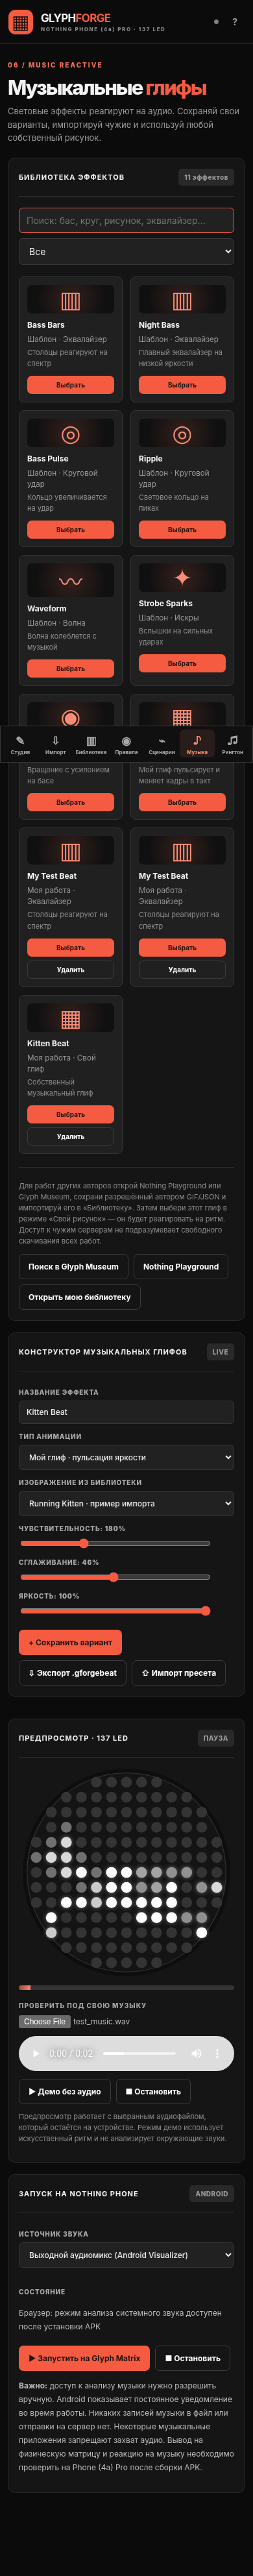 GLYPHFORGE
NOTHING PHONE (4a) PRO · 137 LED
?
06 / MUSIC REACTIVE
Музыкальные глифы
Световые эффекты реагируют на аудио. Создавай свои
варианты, импортируй чужие и используй любой
собственный рисунок.
БИБЛИОТЕКА ЭФФЕКТОВ
11 эффектов
Поиск: бас, круг, рисунок, эквалайзер...
Все
Bass Bars
Шаблон · Эквалайзер
Столбцы реагируют на
спектр
Выбрать
Night Bass
Шаблон · Эквалайзер
Плавный эквалайзер на
низкой яркости
Выбрать
Bass Pulse
Шаблон · Круговой
удар
Кольцо увеличивается
на удар
Выбрать
Ripple
Шаблон · Круговой
удар
Световое кольцо на
пиках
Выбрать
Waveform
Шаблон · Волна
Волна колеблется с
музыкой
Выбрать
Strobe Sparks
Шаблон · Искры
Вспышки на сильных
ударах
Выбрать
Студия
Импорт
Библиотека
Правила
Сценарии
Музыка
Рингтон
Вращение с усилением
на басе
Выбрать
Мой глиф пульсирует и
меняет кадры в такт
Выбрать
My Test Beat
Моя работа ·
Эквалайзер
Столбцы реагируют на
спектр
Выбрать
Удалить
My Test Beat
Моя работа ·
Эквалайзер
Столбцы реагируют на
спектр
Выбрать
Удалить
Kitten Beat
Моя работа · Свой
глиф
Собственный
музыкальный глиф
Выбрать
Удалить
Для работ других авторов открой Nothing Playground или
Glyph Museum, сохрани разрешённый автором GIF/JSON и
импортируй его в «Библиотеку». Затем выбери этот глиф в
режиме «Свой рисунок» — он будет реагировать на ритм.
Доступ к чужим серверам не подразумевает свободного
скачивания всех работ.
Поиск в Glyph Museum
Nothing Playground
Открыть мою библиотеку
КОНСТРУКТОР МУЗЫКАЛЬНЫХ ГЛИФОВ
LIVE
НАЗВАНИЕ ЭФФЕКТА
Kitten Beat
ТИП АНИМАЦИИ
Мой глиф · пульсация яркости
ИЗОБРАЖЕНИЕ ИЗ БИБЛИОТЕКИ
Running Kitten · пример импорта
ЧУВСТВИТЕЛЬНОСТЬ: 180%
СГЛАЖИВАНИЕ: 46%
ЯРКОСТЬ: 100%
+ Сохранить вариант
⇩ Экспорт .gforgebeat
⇧ Импорт пресета
ПРЕДПРОСМОТР · 137 LED
ПАУЗА
ПРОВЕРИТЬ ПОД СВОЮ МУЗЫКУ
Choose File test_music.wav
0:00 / 0:02
▶ Демо без аудио
■ Остановить
Предпросмотр работает с выбранным аудиофайлом,
который остаётся на устройстве. Режим демо использует
искусственный ритм и не анализирует окружающие звуки.
ЗАПУСК НА NOTHING PHONE
ANDROID
ИСТОЧНИК ЗВУКА
Выходной аудиомикс (Android Visualizer)
СОСТОЯНИЕ
Браузер: режим анализа системного звука доступен
после установки APK
▶ Запустить на Glyph Matrix
■ Остановить
Важно: доступ к анализу музыки нужно разрешить
вручную. Android показывает постоянное уведомление
во время работы. Никаких записей музыки в файл или
отправки на сервер нет. Некоторые музыкальные
приложения запрещают захват аудио. Вывод на
физическую матрицу и реакцию на музыку необходимо
проверить на Phone (4a) Pro после сборки APK.